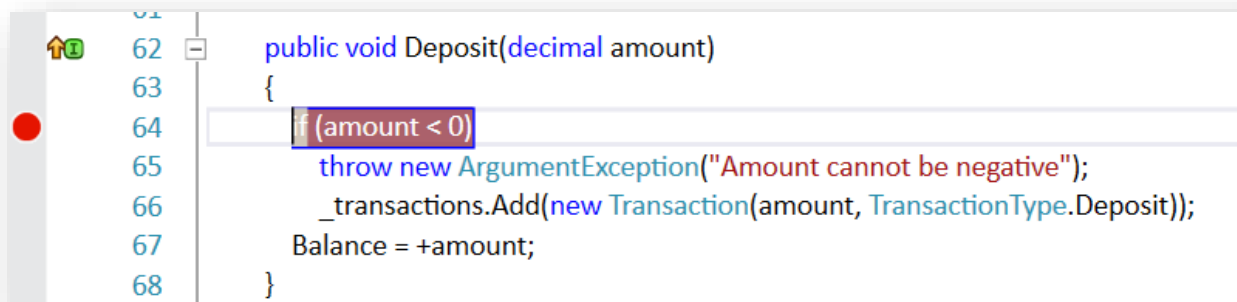 61
62 public void Deposit(decimal amount)
63 {
64 if (amount < 0)
65 throw new ArgumentException("Amount cannot be negative");
66 _transactions.Add(new Transaction(amount, TransactionType.Deposit));
67 Balance = +amount;
68 }